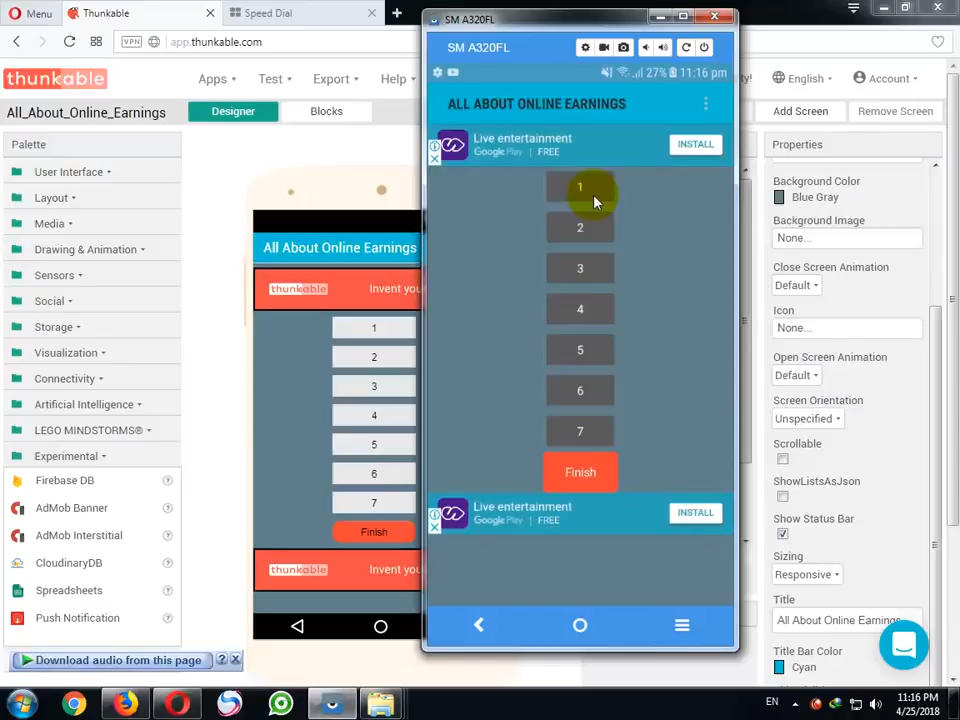 Menu
Thunkable
Speed Dial
SM A320FL
VPN
app.thunkable.com
SM A320FL
thunkable
Apps
Test
Export
Help
27% 11:16 pm
y!
English
Account
All_About_Online_Earnings
Designer
Blocks
ALL ABOUT ONLINE EARNINGS
Add Screen
Remove Screen
Palette
Live entertainment
Google Play | FREE
INSTALL
Properties
User Interface
Layout
Media
Drawing & Animation
Sensors
Social
Storage
Visualization
Connectivity
Artificial Intelligence
LEGO MINDSTORMS®
Experimental
Firebase DB
AdMob Banner
AdMob Interstitial
CloudinaryDB
Spreadsheets
Push Notification
All About Online Earnings
thunkable
Invent you
1
2
3
4
5
6
7
Finish
thunkable
Invent you
1
2
3
4
5
6
7
Finish
Live entertainment
Google Play | FREE
INSTALL
Background Color
Blue Gray
Background Image
None...
Close Screen Animation
Default
Icon
None...
Open Screen Animation
Default
Screen Orientation
Unspecified
Scrollable
ShowListsAsJson
Show Status Bar
Sizing
Responsive
Title
All About Online Earnings
Title Bar Color
Cyan
Download audio from this page
? X
EN
11:16 PM
4/25/2018